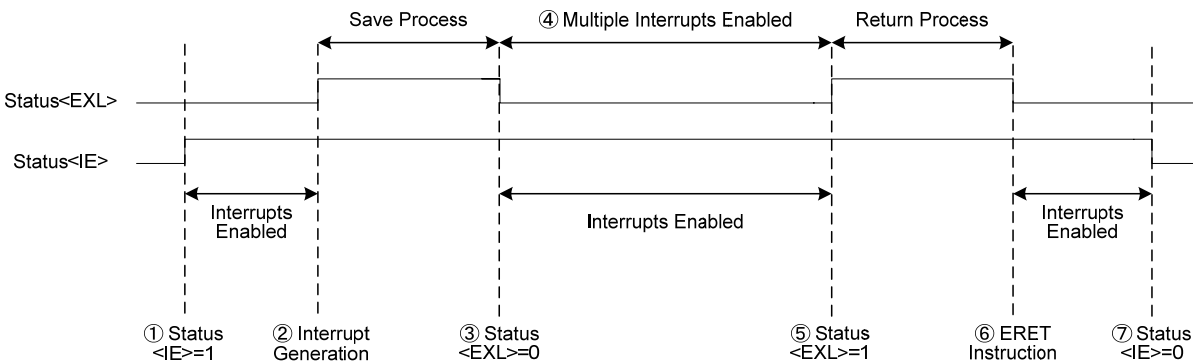 Save Process
④ Multiple Interrupts Enabled
Return Process
Status<EXL>
Status<IE>
Interrupts
Enabled
Interrupts Enabled
Interrupts
Enabled
① Status
<IE>=1
② Interrupt
Generation
③ Status
<EXL>=0
⑤ Status
<EXL>=1
⑥ ERET
Instruction
⑦ Status
<IE>=0